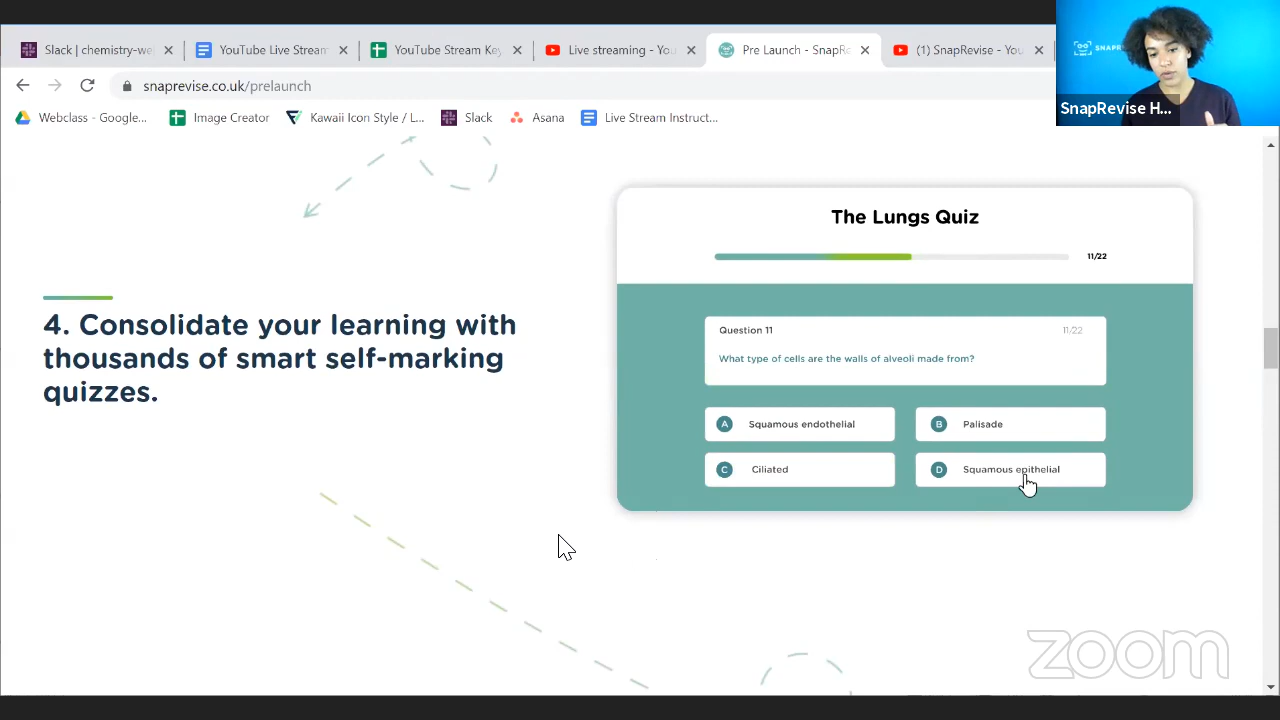 Slack | chemistry-we
YouTube Live Stream
YouTube Stream Key
Live streaming - You
Pre Launch - SnapRe
(1) SnapRevise - You
snaprevise.co.uk/prelaunch
Webclass - Google...
Image Creator
Kawaii Icon Style / L...
Slack
Asana
Live Stream Instruct...
SnapRevise H...
The Lungs Quiz
11/22
Question 11
11/22
What type of cells are the walls of alveoli made from?
A Squamous endothelial
B Palisade
C Ciliated
D Squamous epithelial
4. Consolidate your learning with
thousands of smart self-marking
quizzes.
zoom